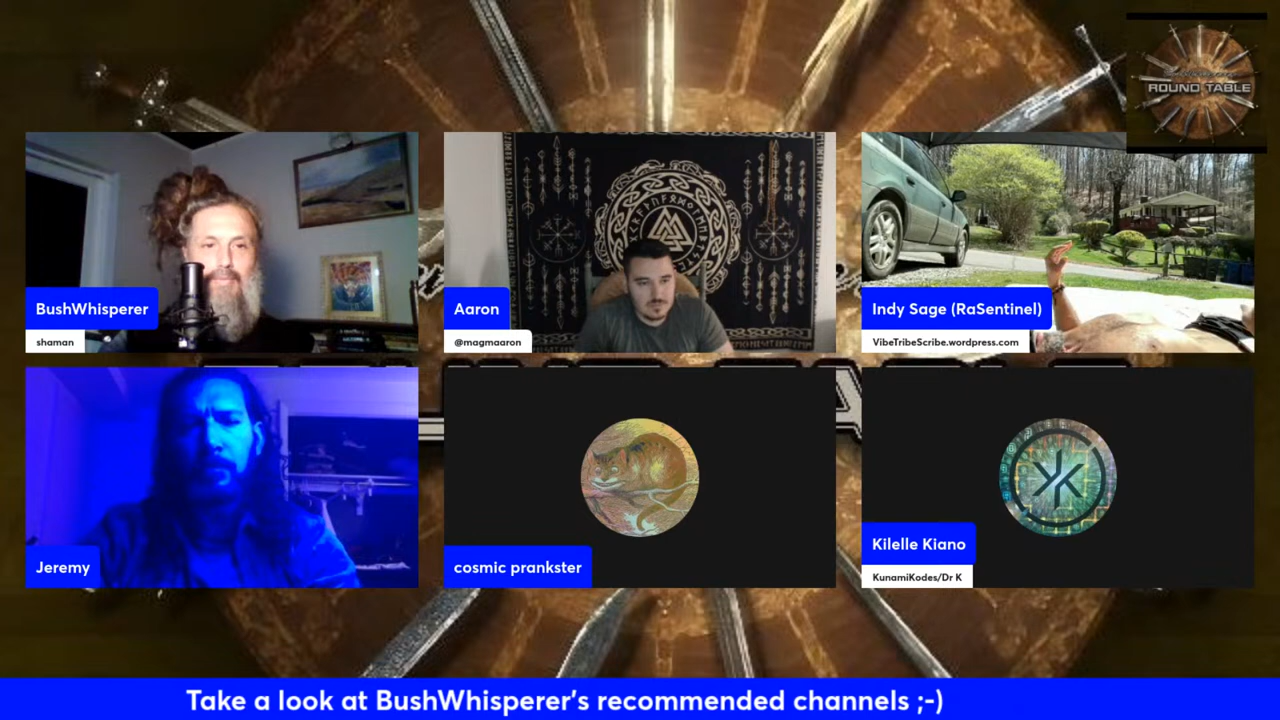 ROUND TABLE
BushWhisperer
shaman
Aaron
@magmaaron
Indy Sage (RaSentinel)
VibeTribeScribe.wordpress.com
Jeremy
cosmic prankster
Kilelle Kiano
KunamiKodes/Dr K
Take a look at BushWhisperer's recommended channels ;-)